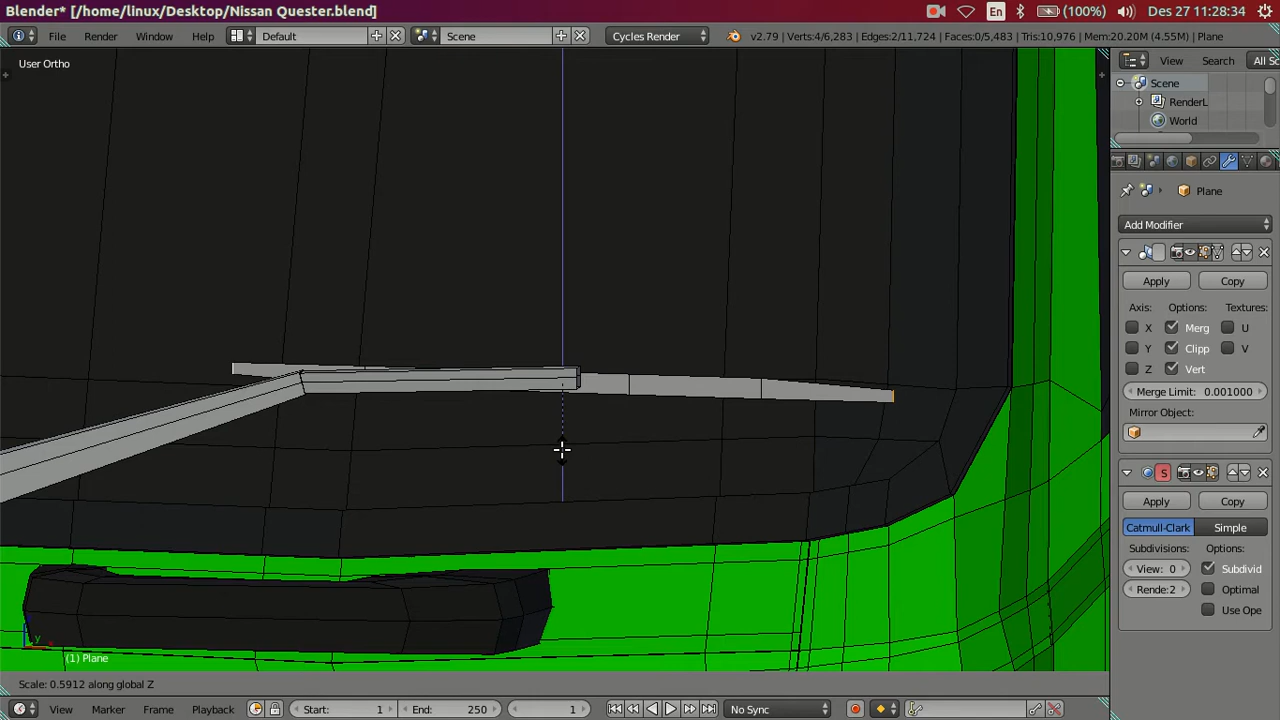 Blender* [/home/linux/Desktop/Nissan Quester.blend]
En
(100%)
Des 27 11:28:34
File
Render
Window
Help
Default
Scene
Cycles Render
v2.79 | Verts:4/6,283 | Edges:2/11,724 | Faces:0/5,483 | Tris:10,976 | Mem:20.20M (4.55M) | Plane
User Ortho
View
Search
All Sc
Scene
RenderL
World
Plane
Add Modifier
Apply
Copy
Axis:
Options:
Textures:
X
Merg
U
Y
Clipp
V
Z
Vert
Merge Limit: 0.001000
Mirror Object:
S
Apply
Copy
Catmull-Clark
Simple
Subdivisions:
Options:
View: 0
Subdivid
Rende:2
Optimal
Use Ope
y
x
(1) Plane
Scale: 0.5912 along global Z
View
Marker
Frame
Playback
Start:
1
End:
250
1
No Sync